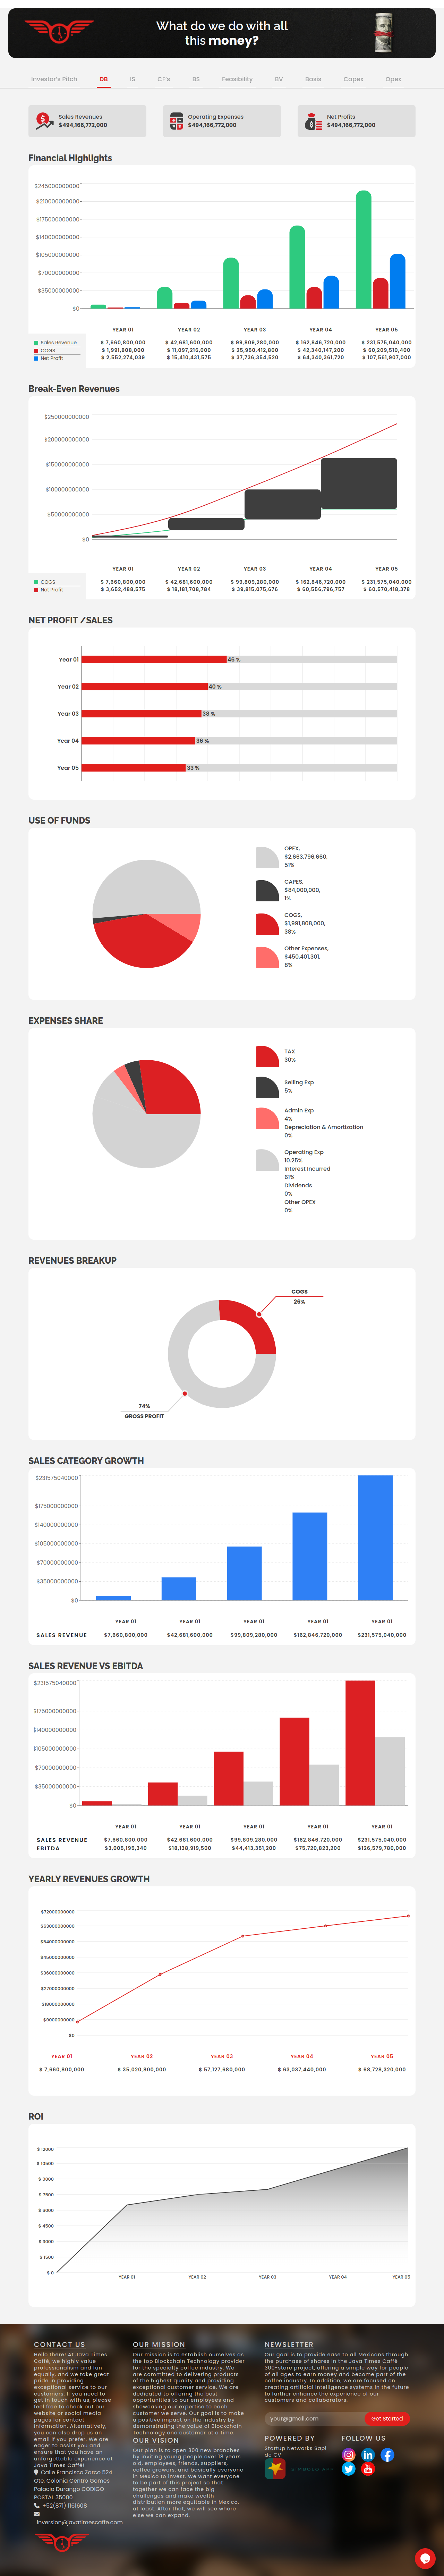 What do we do with all
this money?
Investor's Pitch DB IS CF's BS Feasibility BV Basis Capex Opex
Sales Revenues
$494,166,772,000
Operating Expenses
$494,166,772,000
Net Profits
$494,166,772,000
Financial Highlights
$245000000000
$210000000000
$175000000000
$140000000000
$105000000000
$70000000000
$35000000000
$0
YEAR 01 YEAR 02 YEAR 03 YEAR 04 YEAR 05
Sales Revenue $ 7,660,800,000 $ 42,681,600,000 $ 99,809,280,000 $ 162,846,720,000 $ 231,575,040,000
COGS $ 1,991,808,000 $ 11,097,216,000 $ 25,950,412,800 $ 42,340,147,200 $ 60,209,510,400
Net Profit $ 2,552,274,039 $ 15,410,431,575 $ 37,736,354,520 $ 64,340,361,720 $ 107,561,907,000
Break-Even Revenues
$250000000000
$200000000000
$150000000000
$100000000000
$50000000000
$0
YEAR 01 YEAR 02 YEAR 03 YEAR 04 YEAR 05
COGS $ 7,660,800,000 $ 42,681,600,000 $ 99,809,280,000 $ 162,846,720,000 $ 231,575,040,000
Net Profit $ 3,652,488,575 $ 18,181,708,784 $ 39,815,075,676 $ 60,556,796,757 $ 60,570,418,378
NET PROFIT /SALES
Year 01 46 %
Year 02 40 %
Year 03 38 %
Year 04 36 %
Year 05 33 %
USE OF FUNDS
OPEX,
$2,663,796,660,
51%
CAPES,
$84,000,000,
1%
COGS,
$1,991,808,000,
38%
Other Expenses,
$450,401,301,
8%
EXPENSES SHARE
TAX
30%
Selling Exp
5%
Admin Exp
4%
Depreciation & Amortization
0%
Operating Exp
10.25%
Interest Incurred
61%
Dividends
0%
Other OPEX
0%
REVENUES BREAKUP
COGS
26%
74%
GROSS PROFIT
SALES CATEGORY GROWTH
$231575040000
$175000000000
$140000000000
$105000000000
$70000000000
$35000000000
$0
YEAR 01 YEAR 01 YEAR 01 YEAR 01 YEAR 01
SALES REVENUE $7,660,800,000 $42,681,600,000 $99,809,280,000 $162,846,720,000 $231,575,040,000
SALES REVENUE VS EBITDA
$231575040000
$175000000000
$140000000000
$105000000000
$70000000000
$35000000000
$0
YEAR 01 YEAR 01 YEAR 01 YEAR 01 YEAR 01
SALES REVENUE $7,660,800,000 $42,681,600,000 $99,809,280,000 $162,846,720,000 $231,575,040,000
EBITDA $3,005,195,340 $18,138,919,500 $44,413,351,200 $75,720,823,200 $126,579,780,000
YEARLY REVENUES GROWTH
$72000000000
$63000000000
$54000000000
$45000000000
$36000000000
$27000000000
$18000000000
$9000000000
$0
YEAR 01 YEAR 02 YEAR 03 YEAR 04 YEAR 05
$ 7,660,800,000 $ 35,020,800,000 $ 57,127,680,000 $ 63,037,440,000 $ 68,728,320,000
ROI
$ 12000
$ 10500
$ 9000
$ 7500
$ 6000
$ 4500
$ 3000
$ 1500
$ 0
YEAR 01 YEAR 02 YEAR 03 YEAR 04 YEAR 05
CONTACT US
Hello there! At Java Times
Caffé, we highly value
professionalism and fun
equally, and we take great
pride in providing
exceptional service to our
customers. If you need to
get in touch with us, please
feel free to check out our
website or social media
pages for contact
information. Alternatively,
you can also drop us an
email if you prefer. We are
eager to assist you and
ensure that you have an
unforgettable experience at
Java Times Caffé!
Calle Francisco Zarco 524
Ote, Colonia Centro Gomes
Palacio Durango CODIGO
POSTAL 35000
+52(871) 1161608
inversion@javatimescaffe.com
OUR MISSION
Our mission is to establish ourselves as
the top Blockchain Technology provider
for the specialty coffee industry. We
are committed to delivering products
of the highest quality and providing
exceptional customer service. We are
dedicated to offering the best
opportunities to our employees and
showcasing our expertise to each
customer we serve. Our goal is to make
a positive impact on the industry by
demonstrating the value of Blockchain
Technology one customer at a time.
OUR VISION
Our plan is to open 300 new branches
by inviting young people over 18 years
old, employees, friends, suppliers,
coffee growers, and basically everyone
in Mexico to invest. We want everyone
to be part of this project so that
together we can face the big
challenges and make wealth
distribution more equitable in Mexico,
at least. After that, we will see where
else we can expand.
NEWSLETTER
Our goal is to provide ease to all Mexicans through
the purchase of shares in the Java Times Caffé
300-store project, offering a simple way for people
of all ages to earn money and become part of the
coffee industry. In addition, we are focused on
creating artificial intelligence systems in the future
to further enhance the experience of our
customers and collaborators.
your@gmail.com Get Started
POWERED BY
Startup Networks Sapi
de CV
FOLLOW US